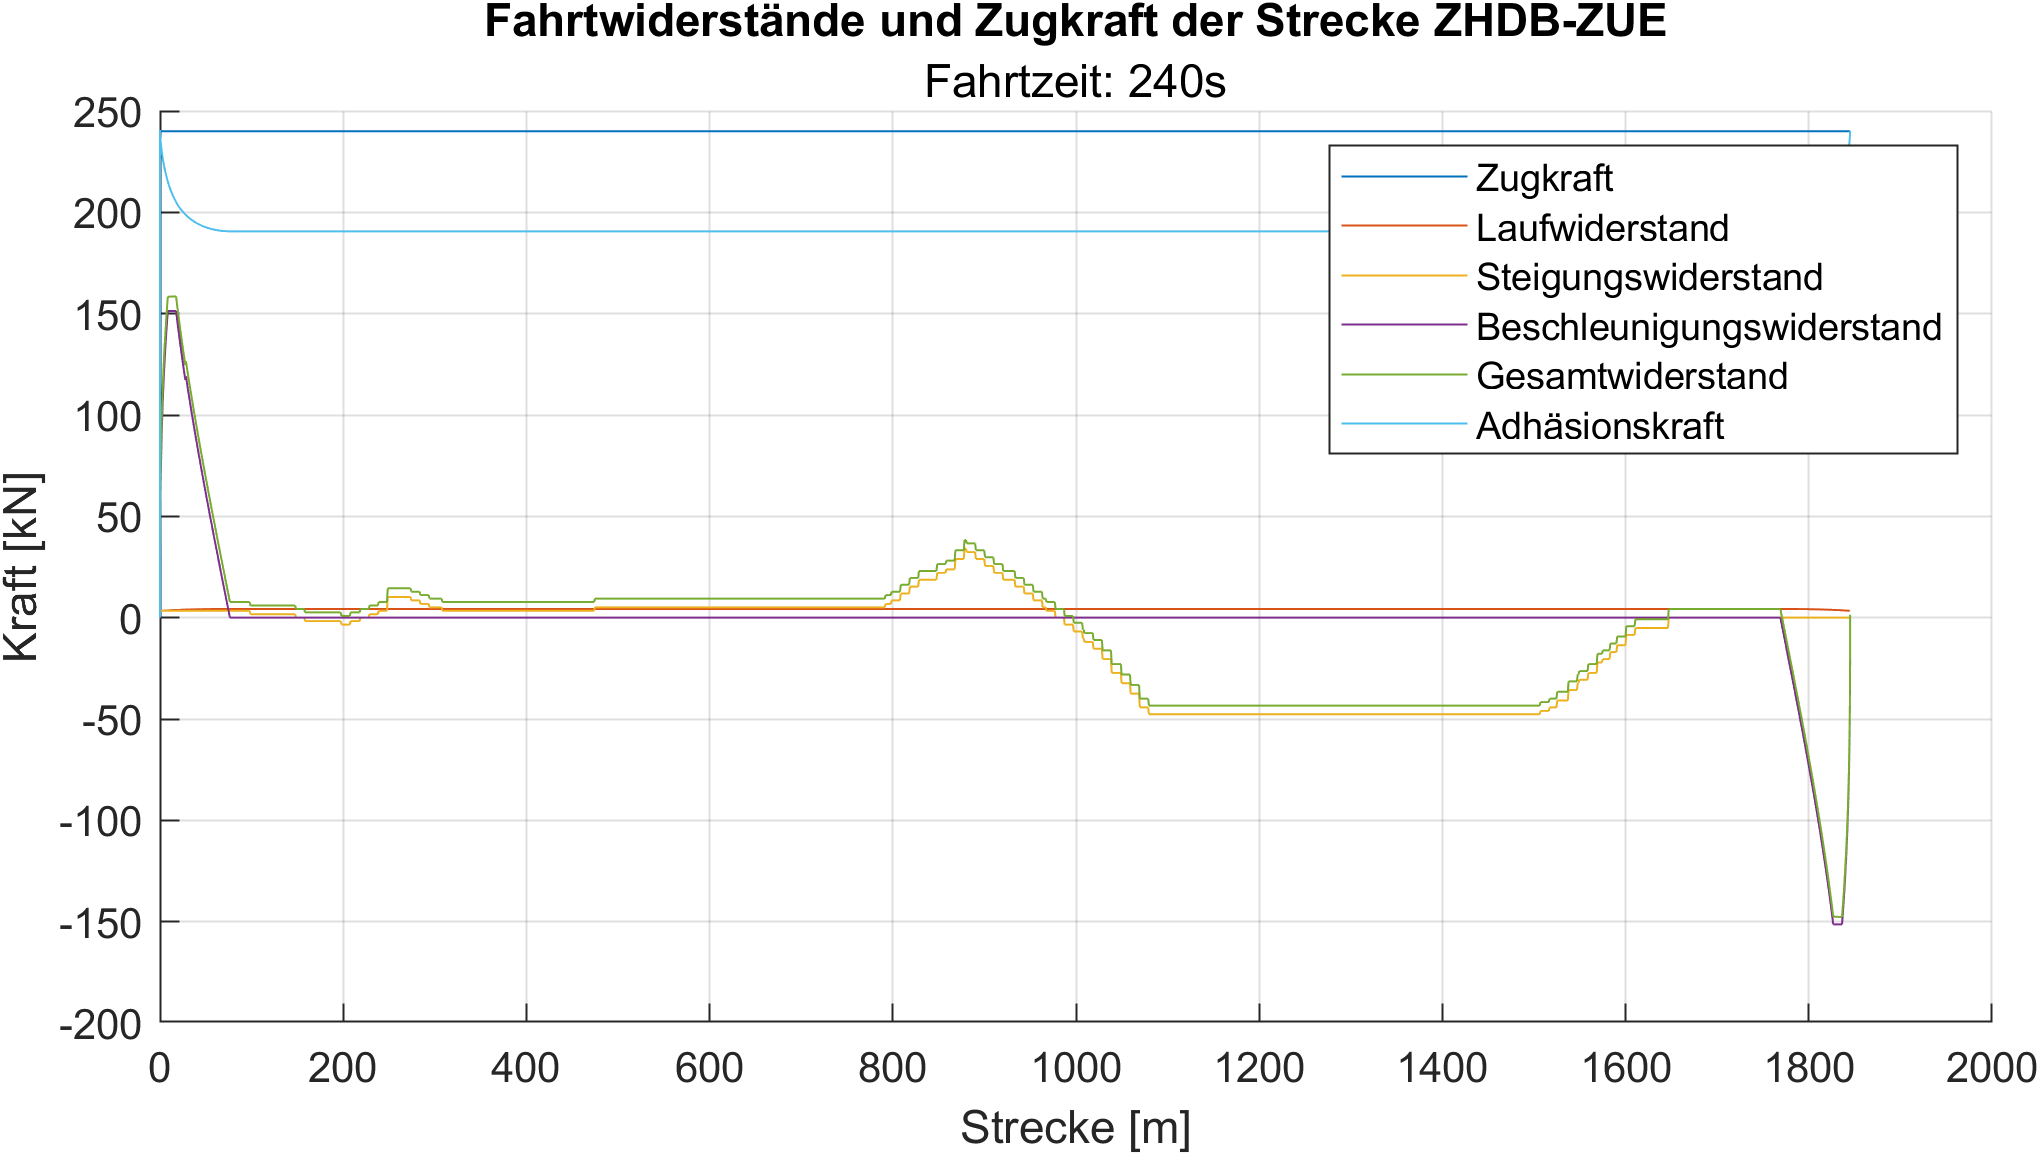 Fahrtwiderstände und Zugkraft der Strecke ZHDB-ZUE
Fahrtzeit: 240s
250
200
150
100
50
0
-50
-100
-150
-200
Kraft [kN]
Zugkraft
Laufwiderstand
Steigungswiderstand
Beschleunigungswiderstand
Gesamtwiderstand
Adhäsionskraft
0 200 400 600 800 1000 1200 1400 1600 1800 2000
Strecke [m]